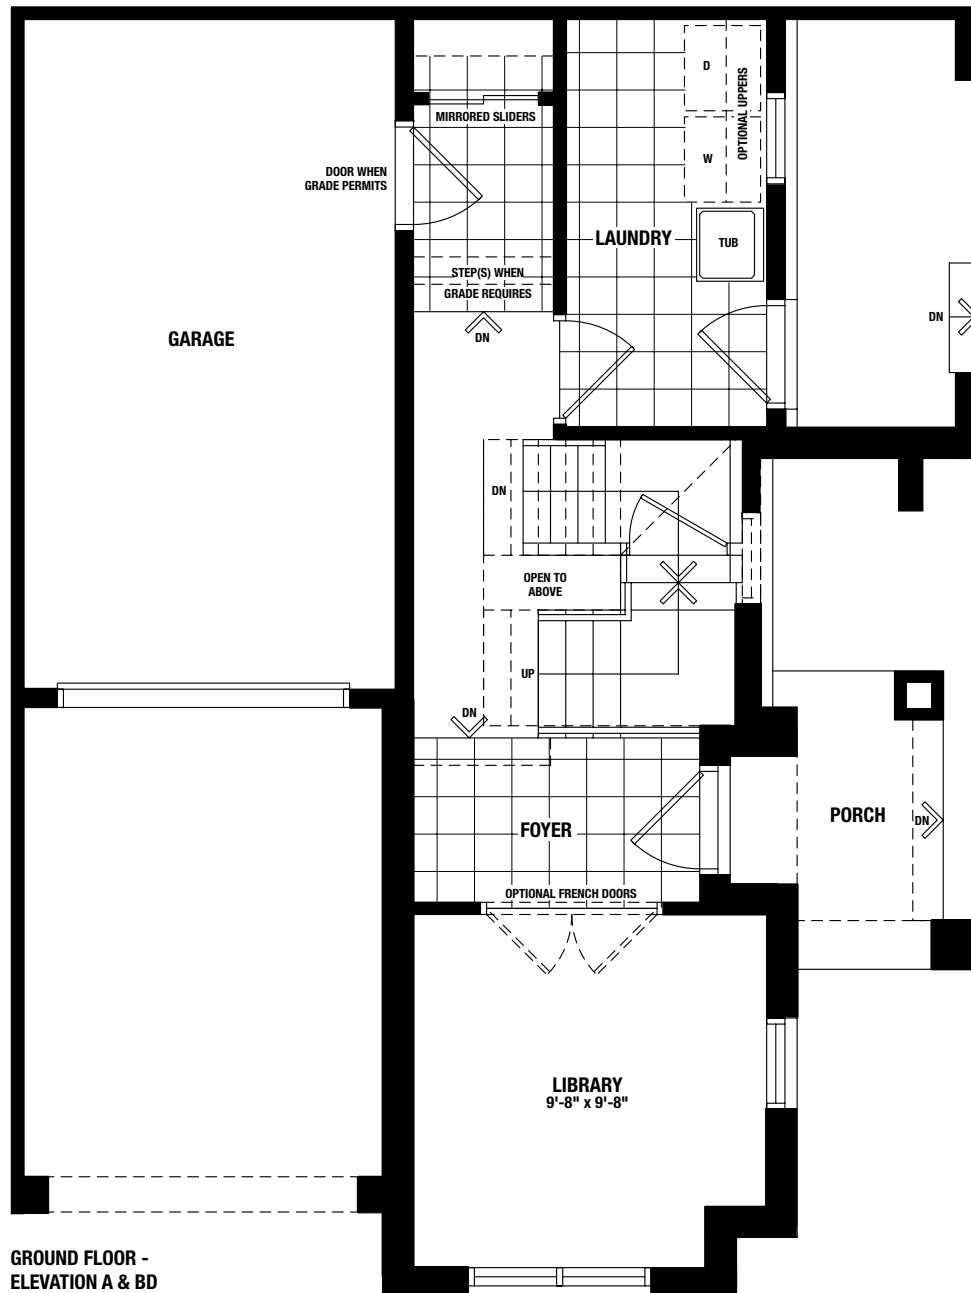 D
OPTIONAL UPPERS
MIRRORED SLIDERS
W
DOOR WHEN
GRADE PERMITS
LAUNDRY
TUB
STEP(S) WHEN
GRADE REQUIRES
DN
GARAGE
DN
DN
OPEN TO
ABOVE
UP
DN
FOYER
PORCH
DN
OPTIONAL FRENCH DOORS
LIBRARY
9'-8" x 9'-8"
GROUND FLOOR -
ELEVATION A & BD